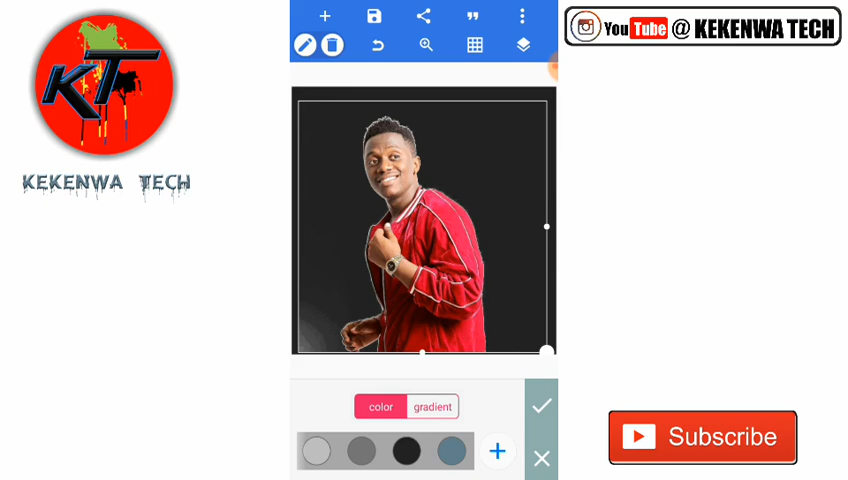 KT
KEKENWA TECH
YouTube @ KEKENWA TECH
color
gradient
Subscribe